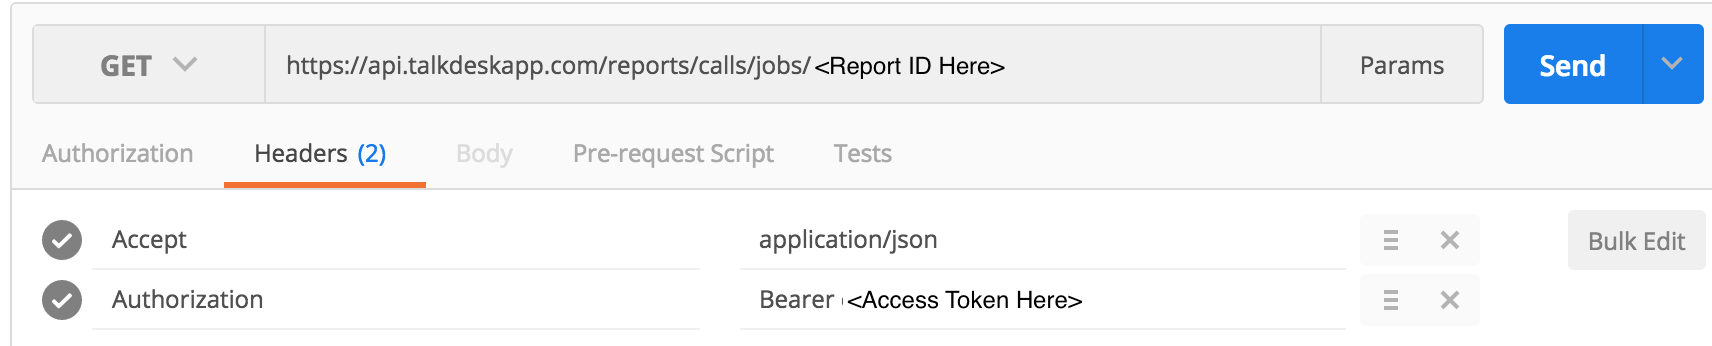 GET https://api.talkdeskapp.com/reports/calls/jobs/<Report ID Here> Params Send
Authorization Headers (2) Body Pre-request Script Tests
Accept application/json Bulk Edit
Authorization Bearer <Access Token Here>